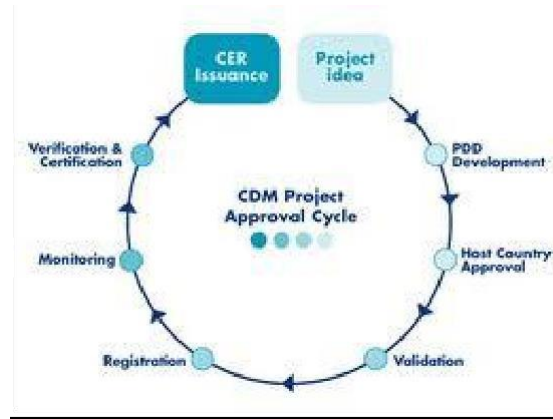 CER
Issuance
Project
idea
PDD
Development
Host Country
Approval
Validation
Registration
Monitoring
Verification &
Certification
CDM Project
Approval Cycle